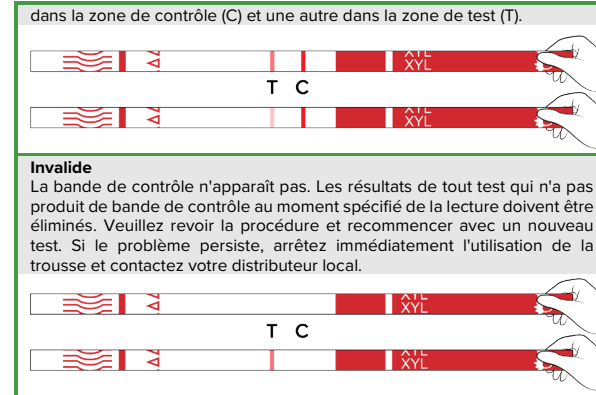 dans la zone de contrôle (C) et une autre dans la zone de test (T).
XYL
T C
XYL
Invalide
La bande de contrôle n'apparaît pas. Les résultats de tout test qui n'a pas
produit de bande de contrôle au moment spécifié de la lecture doivent être
éliminés. Veuillez revoir la procédure et recommencer avec un nouveau
test. Si le problème persiste, arrêtez immédiatement l'utilisation de la
trousse et contactez votre distributeur local.
XYL
T C
XYL